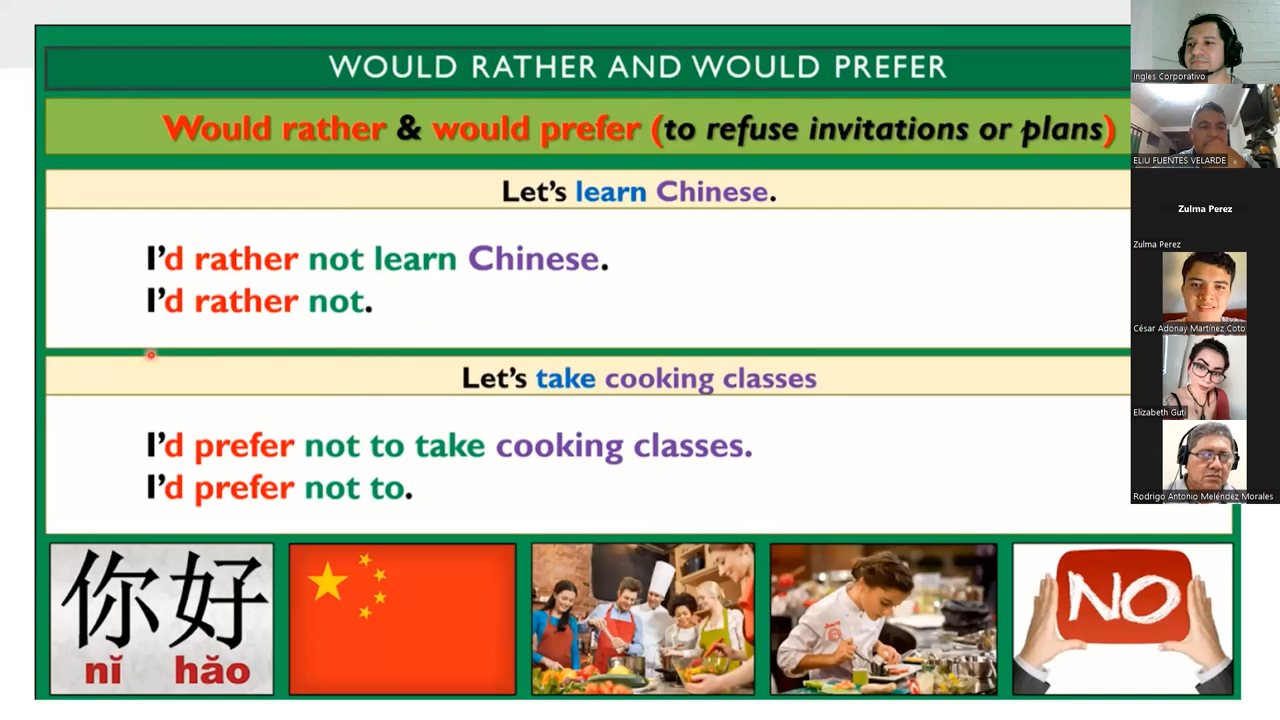 WOULD RATHER AND WOULD PREFER
Would rather & would prefer (to refuse invitations or plans)
Let's learn Chinese.
I'd rather not learn Chinese.
I'd rather not.
Let's take cooking classes
I'd prefer not to take cooking classes.
I'd prefer not to.
你好
nǐ hǎo
NO
Ingles Corporativo
ELIU FUENTES VELARDE
Zulma Perez
Zulma Perez
César Adonay Martínez Coto
Elizabeth Guti
Rodrigo Antonio Meléndez Morales